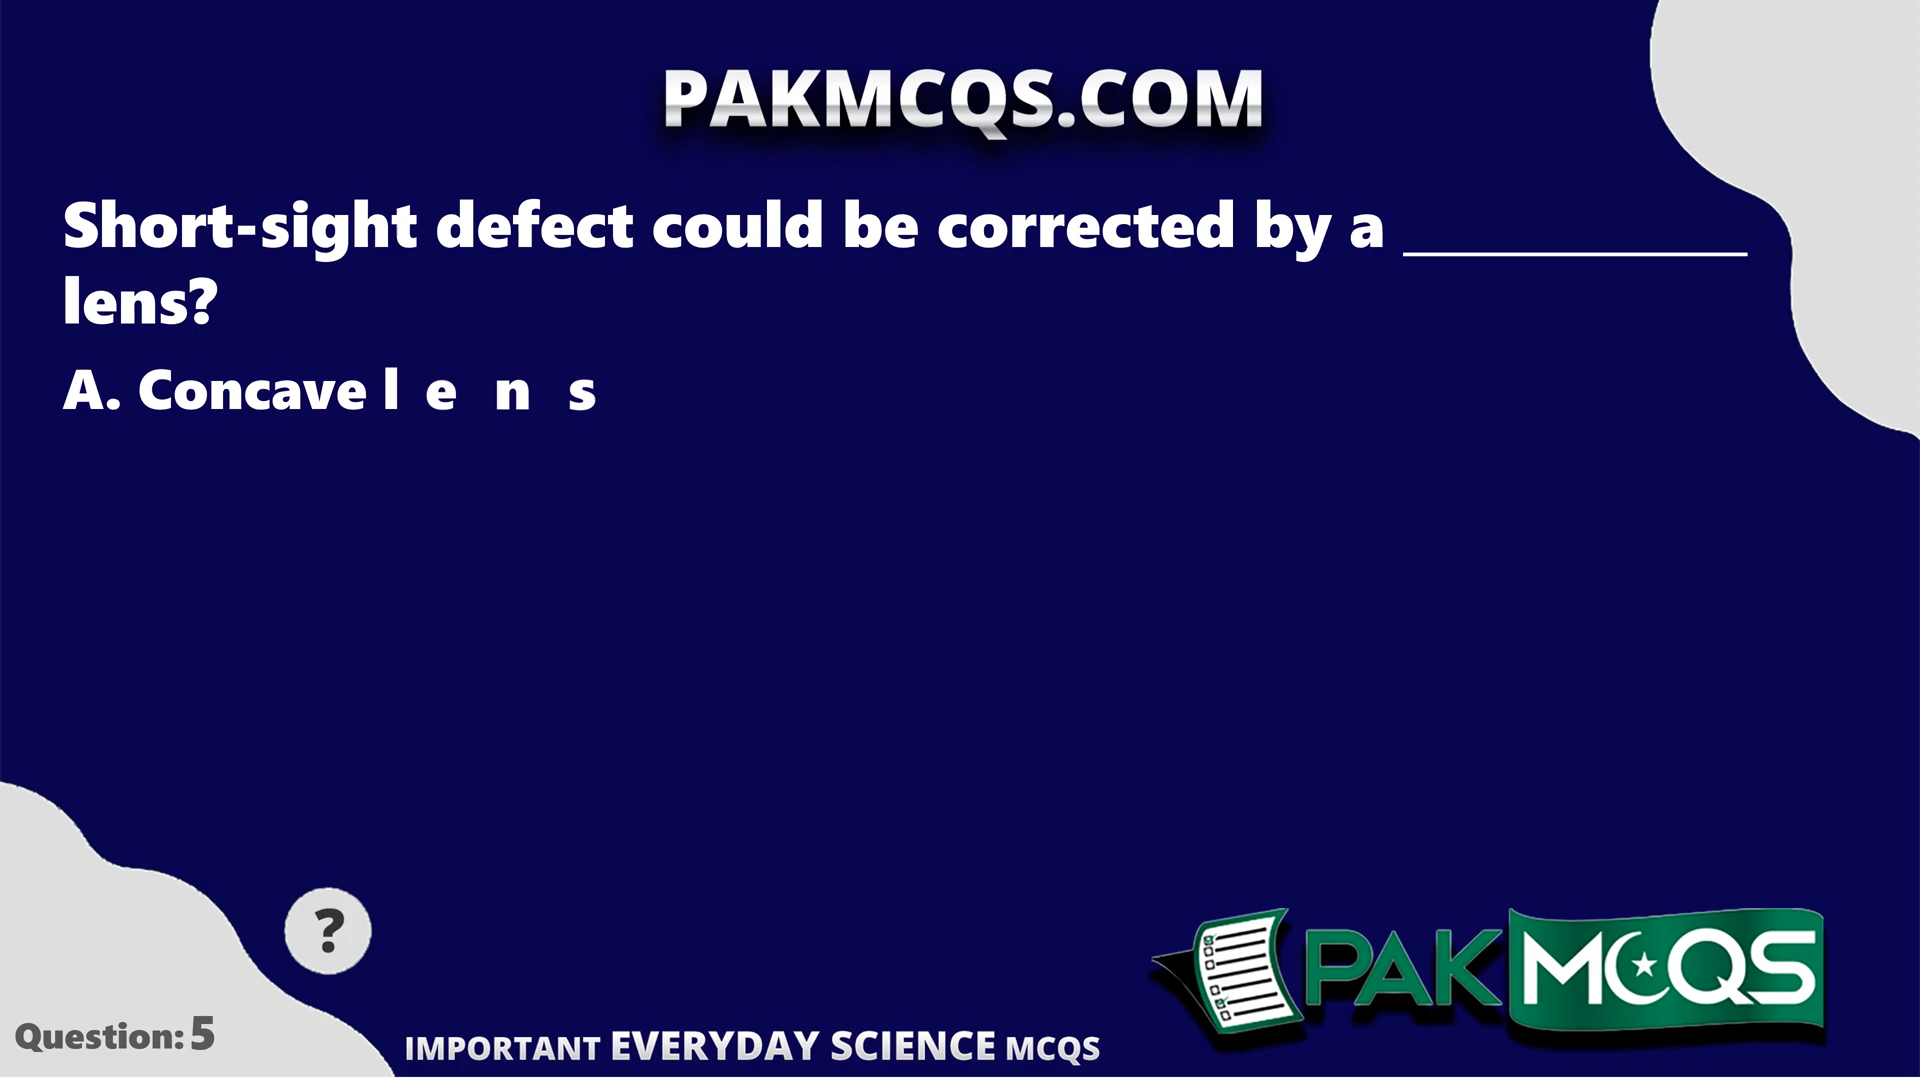 PAKMCQS.COM
Short-sight defect could be corrected by a ____________
lens?
A. Concave l e n s
?
PAKMCQS
Question: 5
IMPORTANT EVERYDAY SCIENCE MCQS